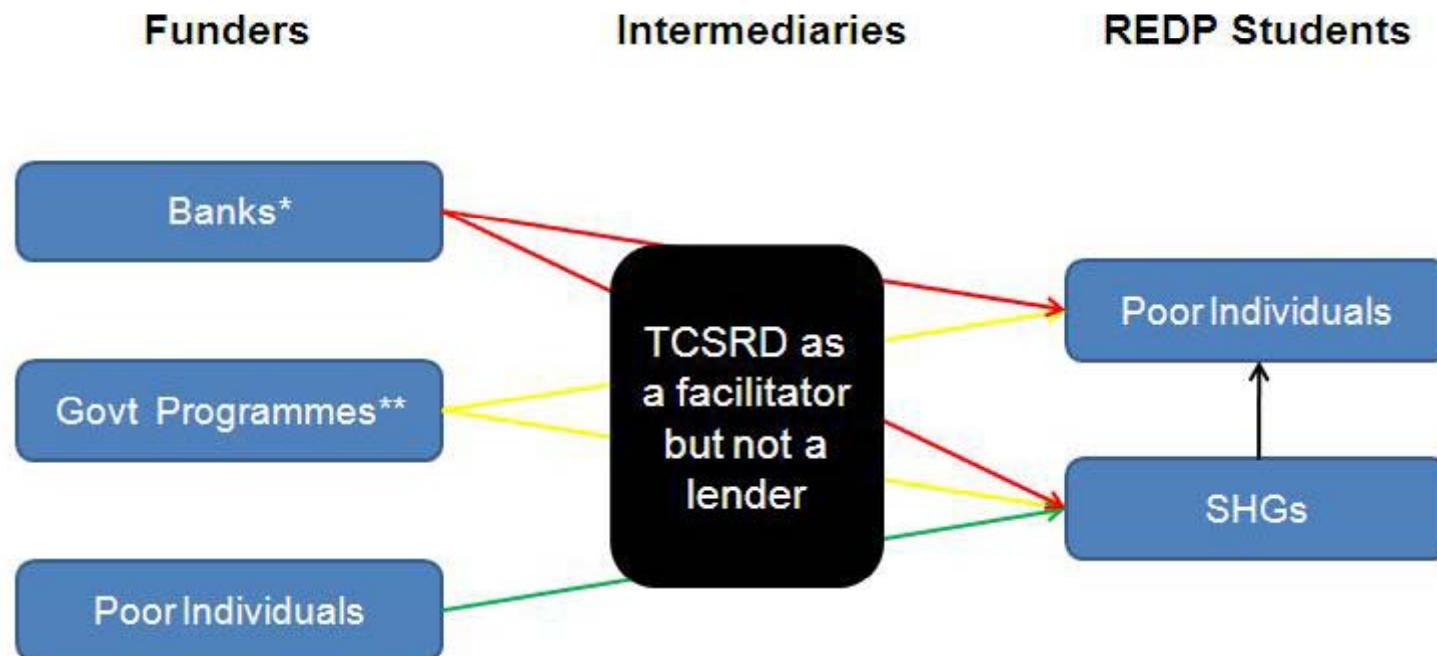 Funders
Intermediaries
REDP Students
Banks*
Govt Programmes**
Poor Individuals
TCSRD as
a facilitator
but not a
lender
Poor Individuals
SHGs